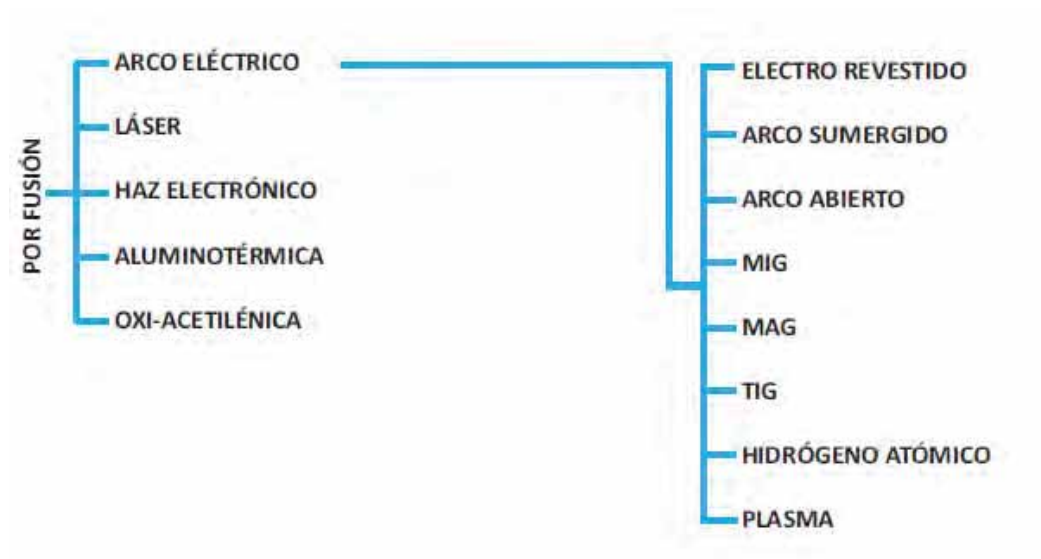 POR FUSIÓN
ARCO ELÉCTRICO
LÁSER
HAZ ELECTRÓNICO
ALUMINOTÉRMICA
OXI-ACETILÉNICA
ELECTRO REVESTIDO
ARCO SUMERGIDO
ARCO ABIERTO
MIG
MAG
TIG
HIDRÓGENO ATÓMICO
PLASMA